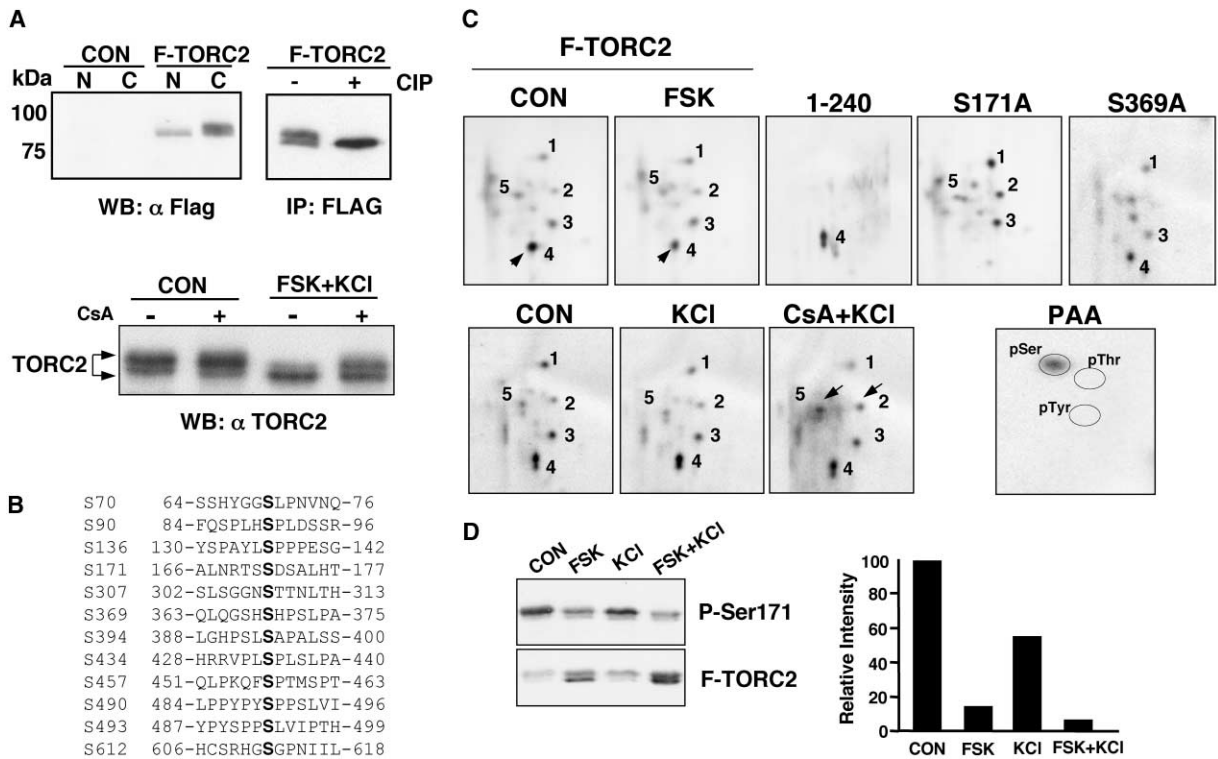 A
CON F-TORC2
kDa N C N C
100
75
WB: α Flag
F-TORC2
- + CIP
IP: FLAG
CON FSK+KCl
CsA - + - +
TORC2
WB: α TORC2
B
S70 64-SSHYGGSLPNVNQ-76
S90 84-FQSPLHSPLDSSR-96
S136 130-YSPAYLSPPPESG-142
S171 166-ALNRTSSDSALHT-177
S307 302-SLSGGNSTTNLTH-313
S369 363-QLQGSHSHPSLPA-375
S394 388-LGHPSLSAPALSS-400
S434 428-HRRVPLSPLSLPA-440
S457 451-QLPKQFSPTMSPT-463
S490 484-LPPYPYSPPSLVI-496
S493 487-YPYSPPSLVIPTH-499
S612 606-HCSRHGSGPNIIL-618
C
F-TORC2
CON FSK 1-240 S171A S369A
1 5 2 3 4
1 5 2 3 4
4
1 5 2 3
1 3 4
CON KCl CsA+KCl PAA
1 5 2 3 4
1 5 2 3 4
1 5 2 3 4
pSer pThr
pTyr
D
CON FSK KCl FSK+KCl
P-Ser171
F-TORC2
Relative Intensity
100
80
60
40
20
0
CON FSK KCl FSK+KCl